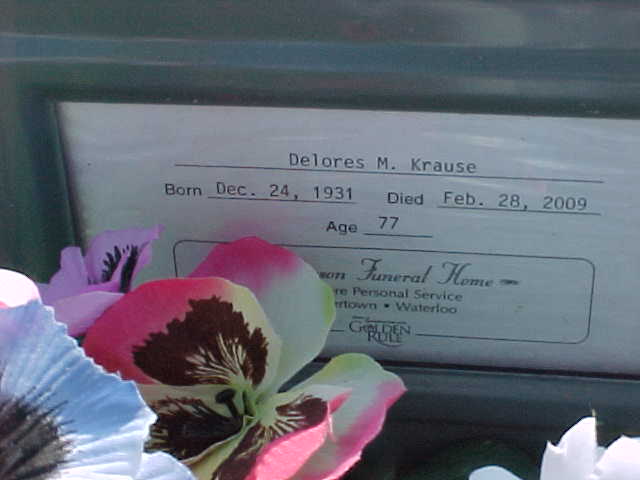 Delores M. Krause
Born Dec. 24, 1931 Died Feb. 28, 2009
Age 77
Funeral Home
Personal Service
Waterloo
GOLDEN
RULE